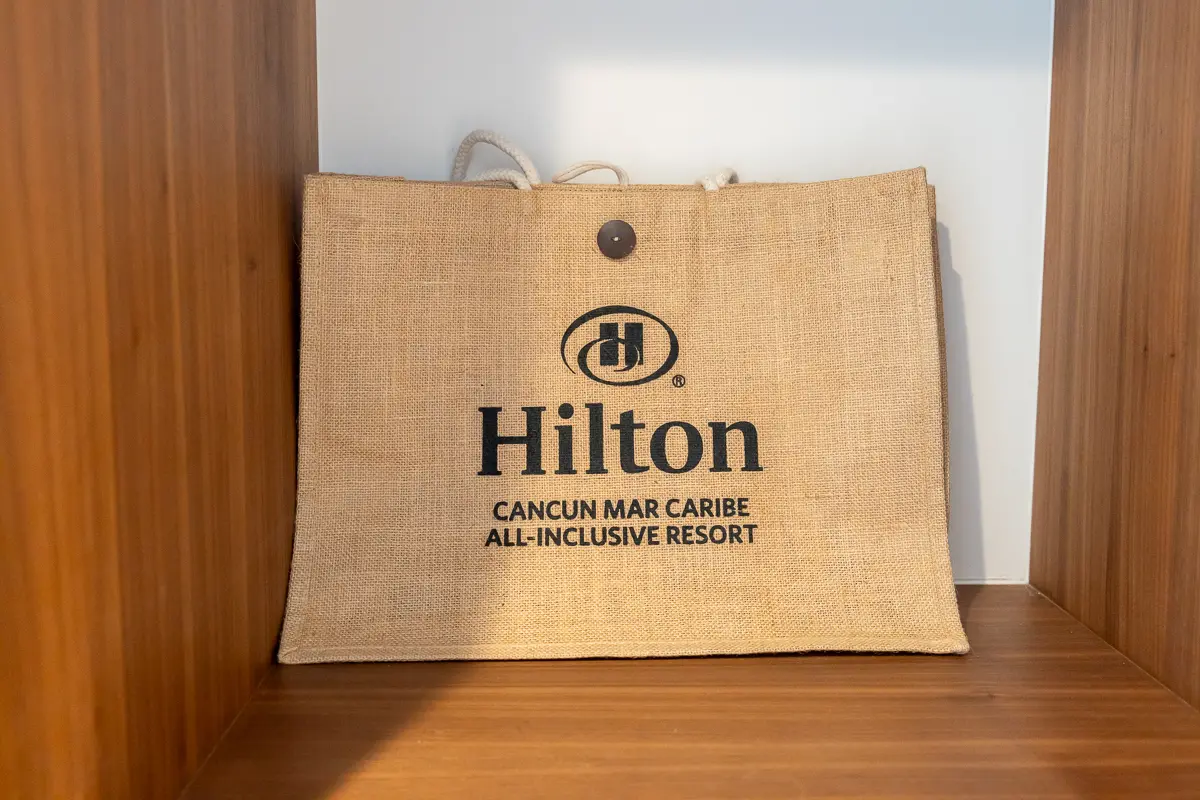 H
®
Hilton
CANCUN MAR CARIBE
ALL-INCLUSIVE RESORT